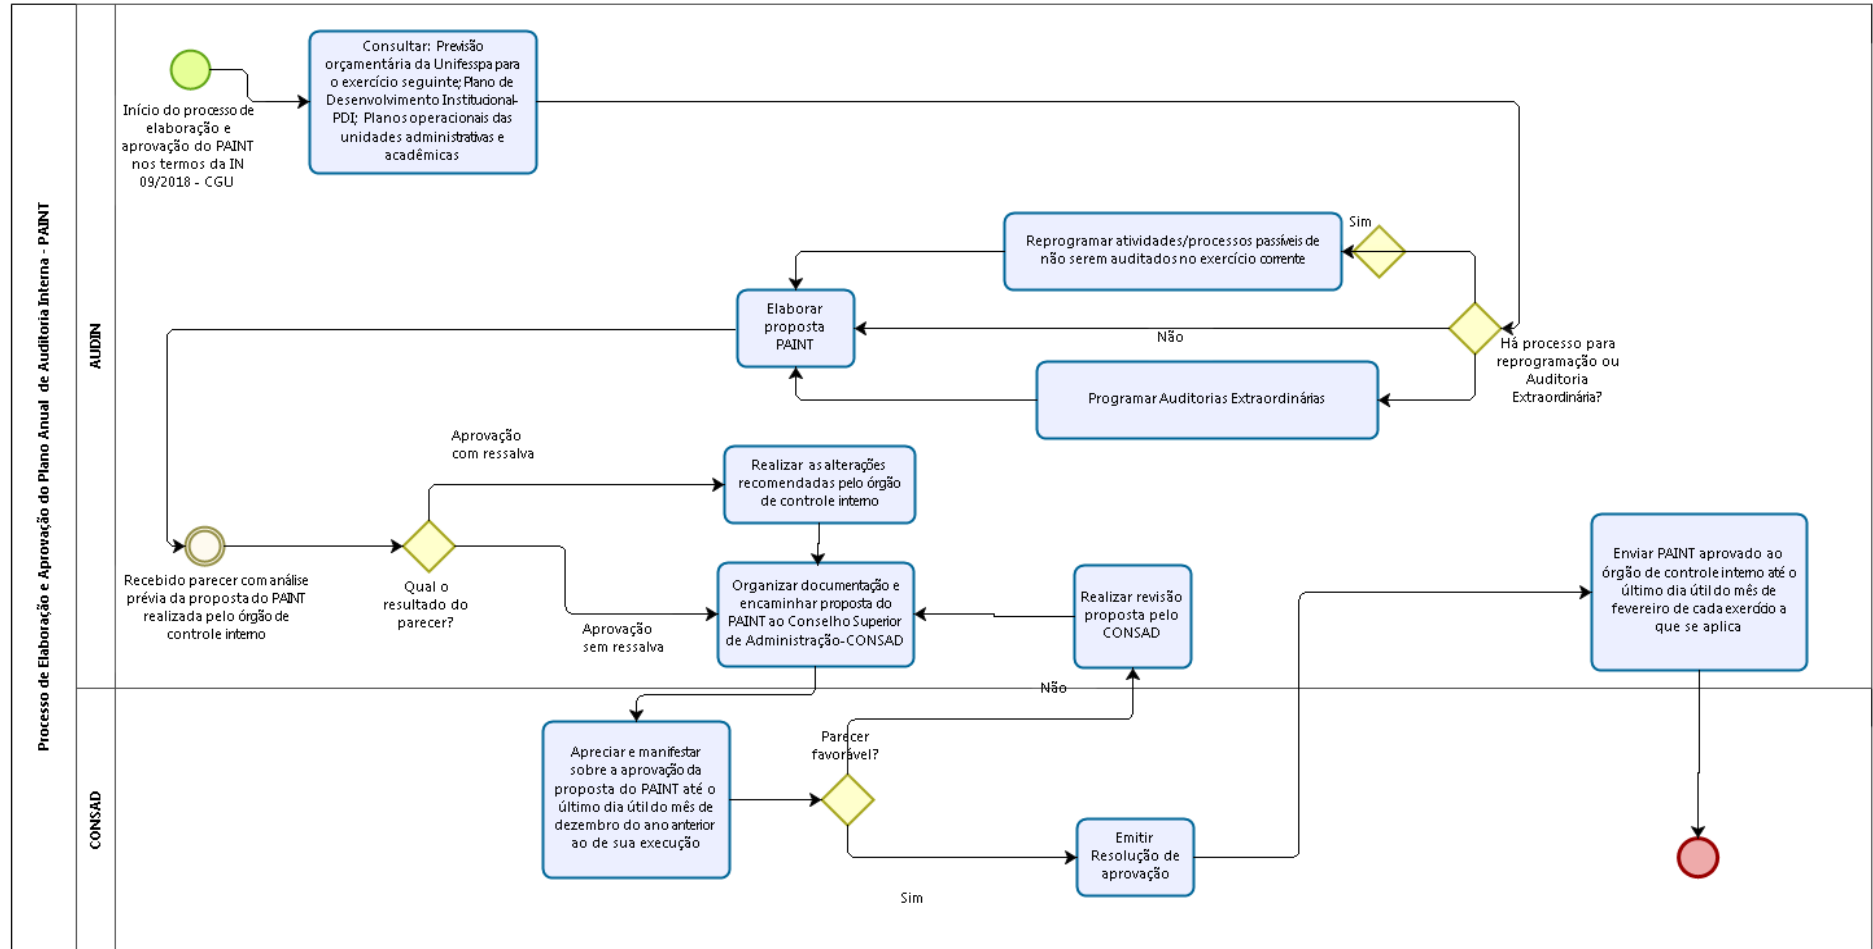 Processo de Elaboração e Aprovação do Plano Anual de Auditoria Interna - PAINT
AUDIN
Início do processo de
elaboração e
aprovação do PAINT
nos termos da IN
09/2018 - CGU
Consultar: Previsão
orçamentária da Unifesspa para
o exercício seguinte; Plano de
Desenvolvimento Institucional-
PDI; Planos operacionais das
unidades administrativas e
acadêmicas
Sim
Reprogramar atividades/processos passíveis de
não serem auditados no exercício corrente
Elaborar
proposta
PAINT
Não
Há processo para
reprogramação ou
Auditoria
Extraordinária?
Programar Auditorias Extraordinárias
Aprovação
com ressalva
Realizar as alterações
recomendadas pelo órgão
de controle interno
Recebido parecer com análise
prévia da proposta do PAINT
realizada pelo órgão de
controle interno
Qual o
resultado do
parecer?
Aprovação
sem ressalva
Organizar documentação e
encaminhar proposta do
PAINT ao Conselho Superior
de Administração-CONSAD
Realizar revisão
proposta pelo
CONSAD
Enviar PAINT aprovado ao
órgão de controle interno até o
último dia útil do mês de
fevereiro de cada exercício a
que se aplica
Não
CONSAD
Apreciar e manifestar
sobre a aprovação da
proposta do PAINT até o
último dia útil do mês de
dezembro do ano anterior
ao de sua execução
Parecer
favorável?
Emitir
Resolução de
aprovação
Sim